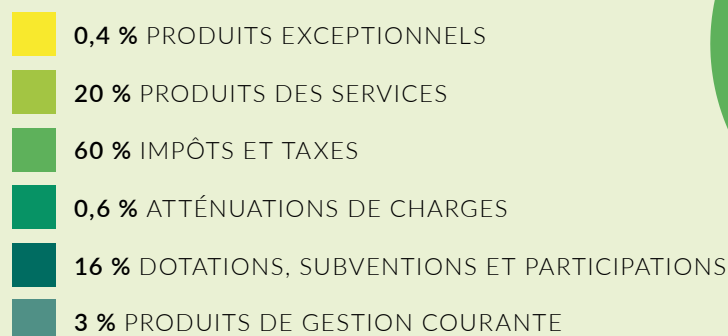 0,4 % PRODUITS EXCEPTIONNELS
20 % PRODUITS DES SERVICES
60 % IMPÔTS ET TAXES
0,6 % ATTÉNUATIONS DE CHARGES
16 % DOTATIONS, SUBVENTIONS ET PARTICIPATIONS
3 % PRODUITS DE GESTION COURANTE